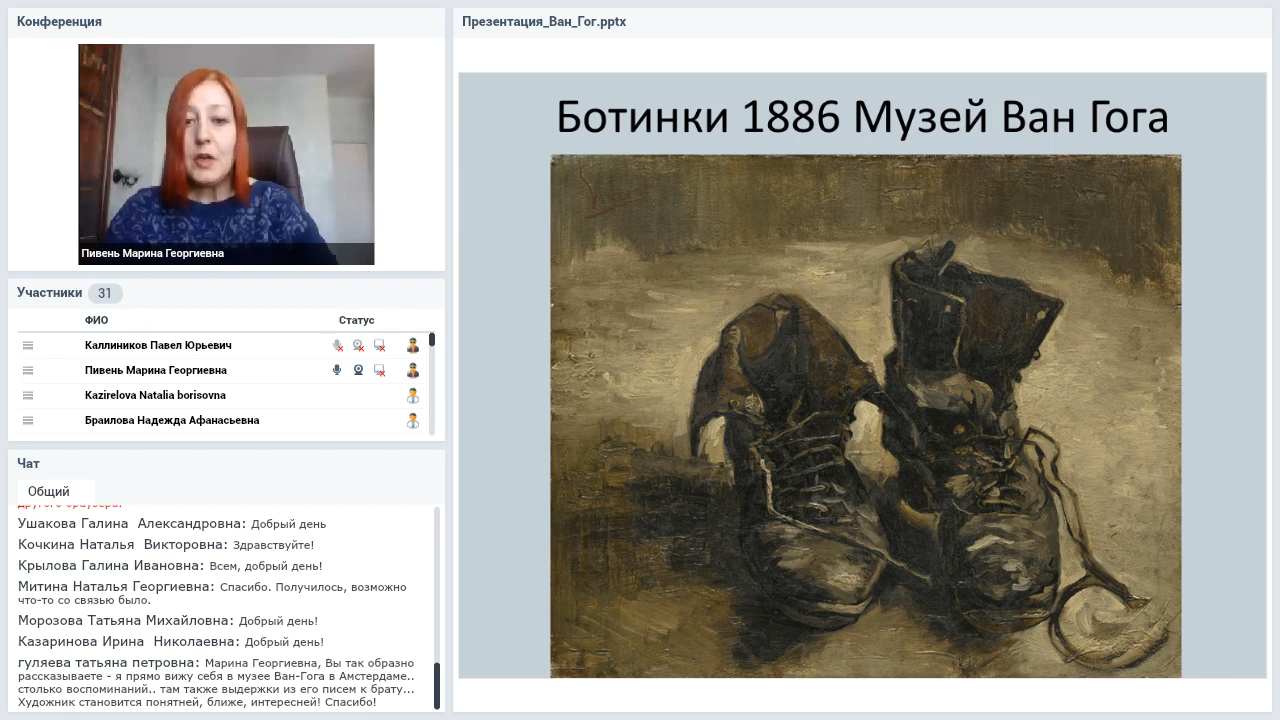 Конференция
Пивень Марина Георгиевна
Участники 31
ФИО Статус
Каллиников Павел Юрьевич
Пивень Марина Георгиевна
Kazirelova Natalia borisovna
Браилова Надежда Афанасьевна
Чат
Общий
другого браузера.
Ушакова Галина Александровна: Добрый день
Кочкина Наталья Викторовна: Здравствуйте!
Крылова Галина Ивановна: Всем, добрый день!
Митина Наталья Георгиевна: Спасибо. Получилось, возможно
что-то со связью было.
Морозова Татьяна Михайловна: Добрый день!
Казаринова Ирина Николаевна: Добрый день!
гуляева татьяна петровна: Марина Георгиевна, Вы так образно
рассказываете - я прямо вижу себя в музее Ван-Гога в Амстердаме..
столько воспоминаний.. там также выдержки из его писем к брату...
Художник становится понятней, ближе, интересней! Спасибо!
Презентация_Ван_Гог.pptx
Ботинки 1886 Музей Ван Гога